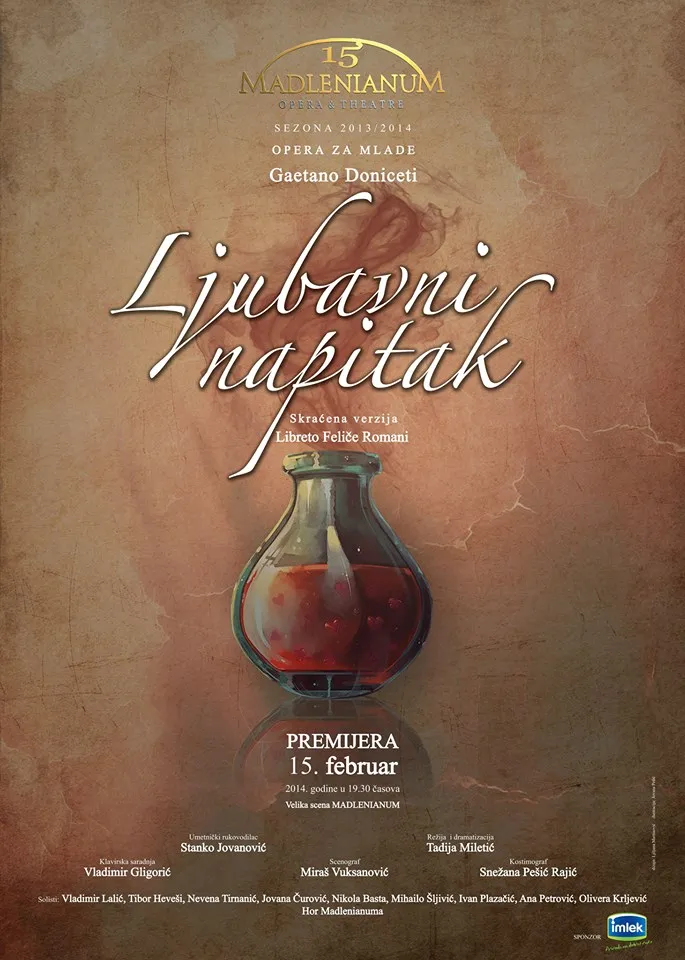 15
MADLENIANUM
OPERA & THEATRE
SEZONA 2013/2014
OPERA ZA MLADE
Gaetano Doniceti
Ljubavni
napitak
Skraćena verzija
Libreto Feliče Romani
PREMIJERA
15. februar
2014. godine u 19.30 časova
Velika scena MADLENIANUM
Umetnički rukovodilac
Stanko Jovanović
Režija i dramatizacija
Tadija Miletić
Klavirska saradnja
Vladimir Gligorić
Scenograf
Miraš Vuksanović
Kostimograf
Snežana Pešić Rajić
Solisti: Vladimir Lalić, Tibor Heveši, Nevena Tirnanić, Jovana Čurović, Nikola Basta, Mihailo Šljivić, Ivan Plazačić, Ana Petrović, Olivera Krljević
Hor Madlenianuma
SPONZOR
imlek